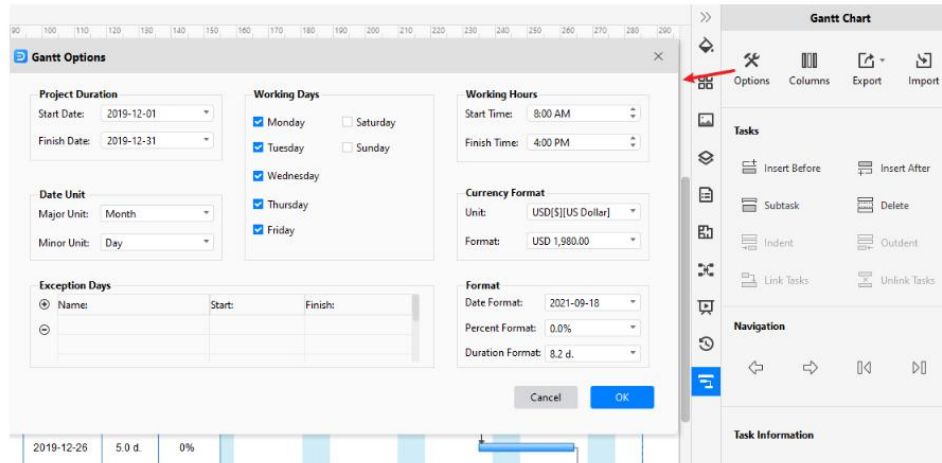 90 100 110 120 130 140 150 160 170 180 190 200 210 220 230 240 250 260 270 280 290
Gantt Chart
Options Columns Export Import
Gantt Options
Project Duration
Start Date: 2019-12-01
Finish Date: 2019-12-31
Date Unit
Major Unit: Month
Minor Unit: Day
Working Days
Monday Saturday
Tuesday Sunday
Wednesday
Thursday
Friday
Working Hours
Start Time: 8:00 AM
Finish Time: 4:00 PM
Currency Format
Unit: USD[$][US Dollar]
Format: USD 1,980.00
Exception Days
Name: Start: Finish:
Format
Date Format: 2021-09-18
Percent Format: 0.0%
Duration Format: 8.2 d.
Cancel OK
Tasks
Insert Before Insert After
Subtask Delete
Indent Outdent
Link Tasks Unlink Tasks
Navigation
Task Information
2019-12-26 5.0 d. 0%